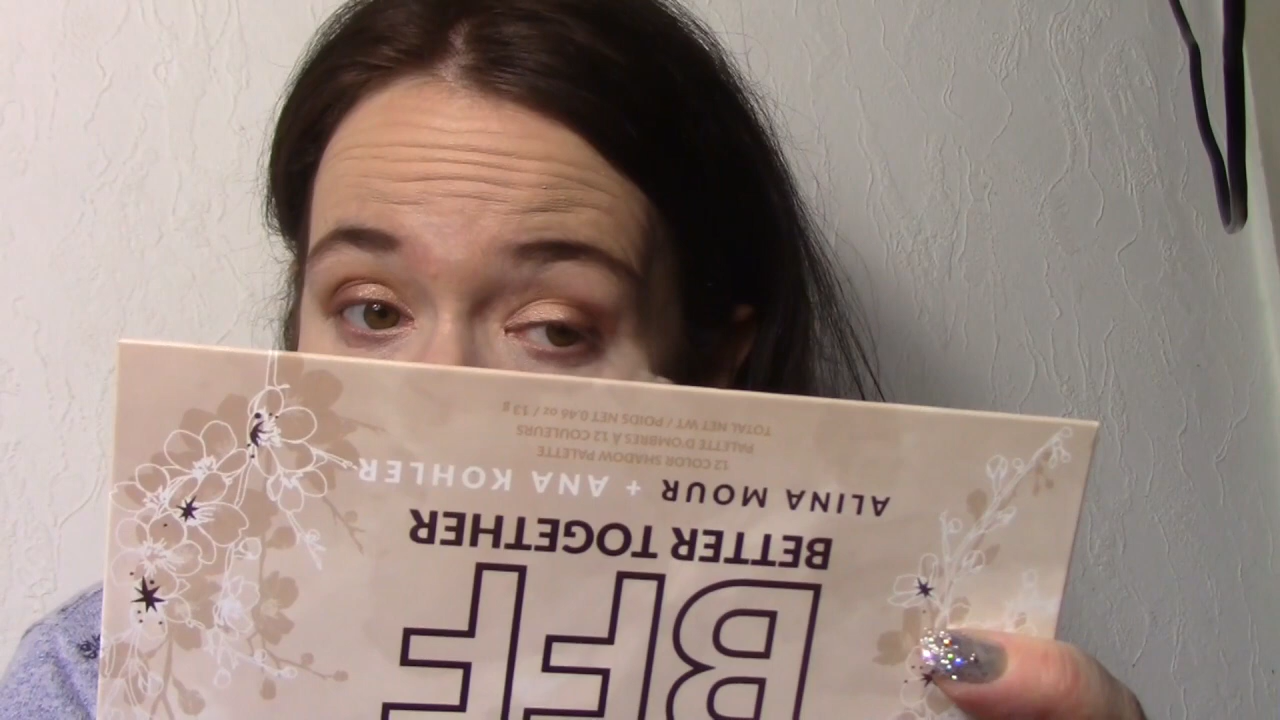 BFF
BETTER TOGETHER
ALINA MOUR + ANA KOHLER
12 COLOR SHADOW PALETTE
PALETTE D'OMBRES À 12 COULEURS
TOTAL NET WT / POIDS NET 0.46 oz / 13 g